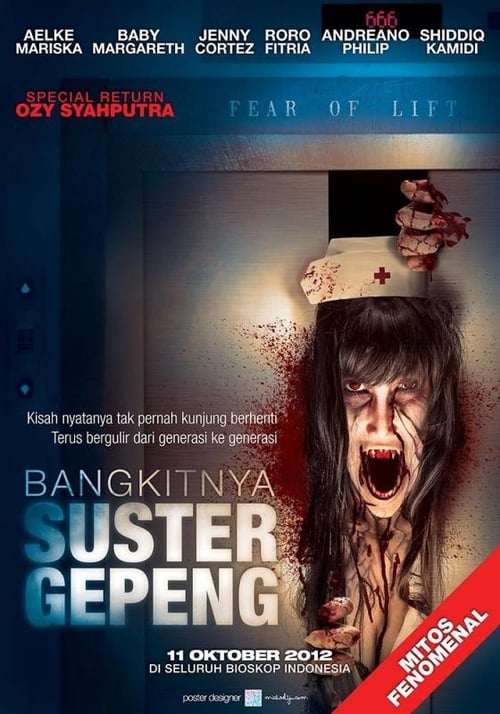 666
AELKE MARISKA
BABY MARGARETH
JENNY CORTEZ
RORO FITRIA
ANDREANO PHILIP
SHIDDIQ KAMIDI
SPECIAL RETURN
OZY SYAHPUTRA
FEAR OF LIFT
Kisah nyatanya tak pernah kunjung berhenti
Terus bergulir dari generasi ke generasi
BANGKITNYA
SUSTER
GEPENG
11 OKTOBER 2012
DI SELURUH BIOSKOP INDONESIA
MITOS
FENOMENAL
poster designer